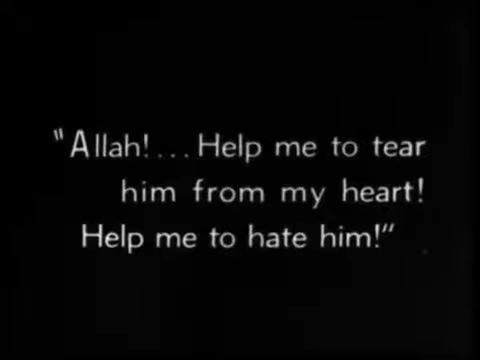 "Allah!...Help me to tear
him from my heart!
Help me to hate him!“